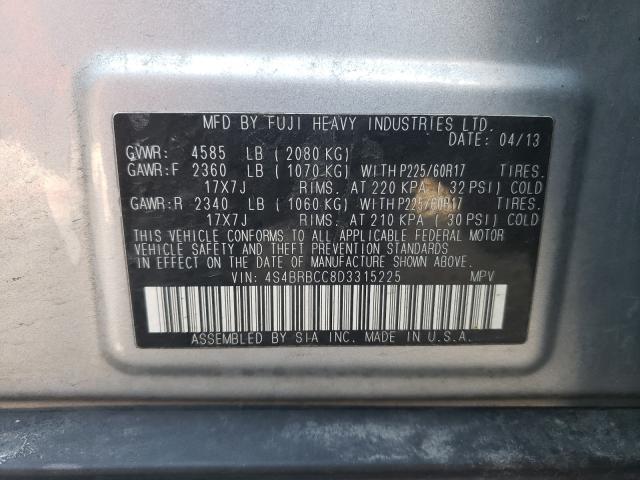 MFD BY FUJI HEAVY INDUSTRIES LTD.
DATE: 04/13
GVWR: 4585 LB ( 2080 KG)
GAWR:F 2360 LB ( 1070 KG) WITH P225/60R17 TIRES.
17X7J RIMS. AT 220 KPA ( 32 PSI) COLD
GAWR:R 2340 LB ( 1060 KG) WITH P225/60R17 TIRES.
17X7J RIMS. AT 210 KPA ( 30 PSI) COLD
THIS VEHICLE CONFORMS TO ALL APPLICABLE FEDERAL MOTOR
VEHICLE SAFETY AND THEFT PREVENTION STANDARDS
IN EFFECT ON THE DATE OF MANUFACTURE SHOWN ABOVE.
VIN: 4S4BRBCC8D3315225 MPV
ASSEMBLED BY SIA INC. MADE IN U.S.A.